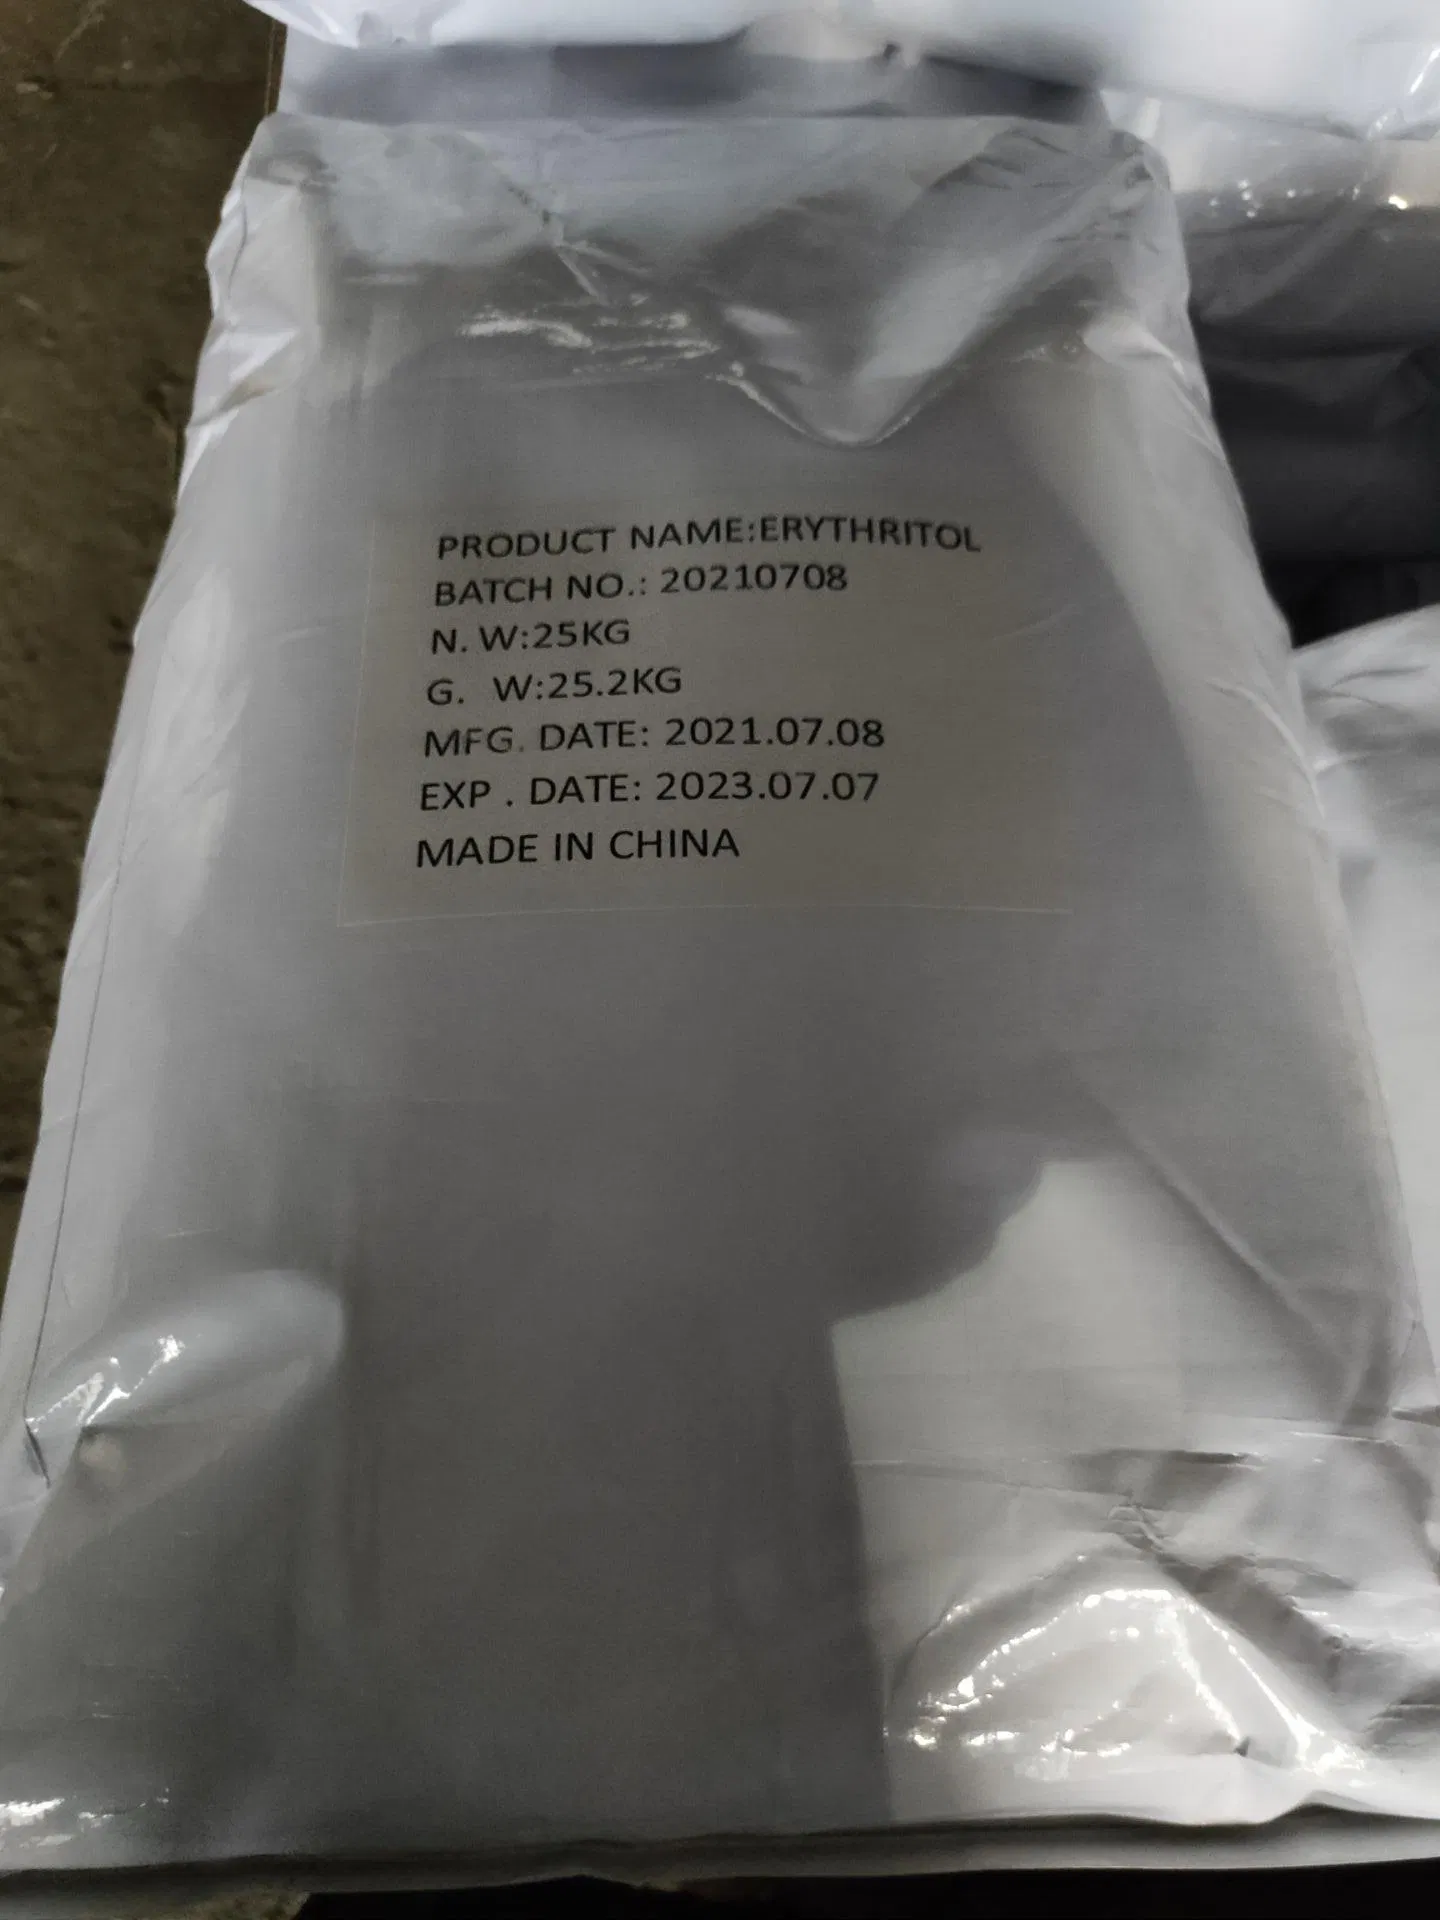 PRODUCT NAME:ERYTHRITOL
BATCH NO.: 20210708
N. W:25KG
G. W:25.2KG
MFG. DATE: 2021.07.08
EXP . DATE: 2023.07.07
MADE IN CHINA